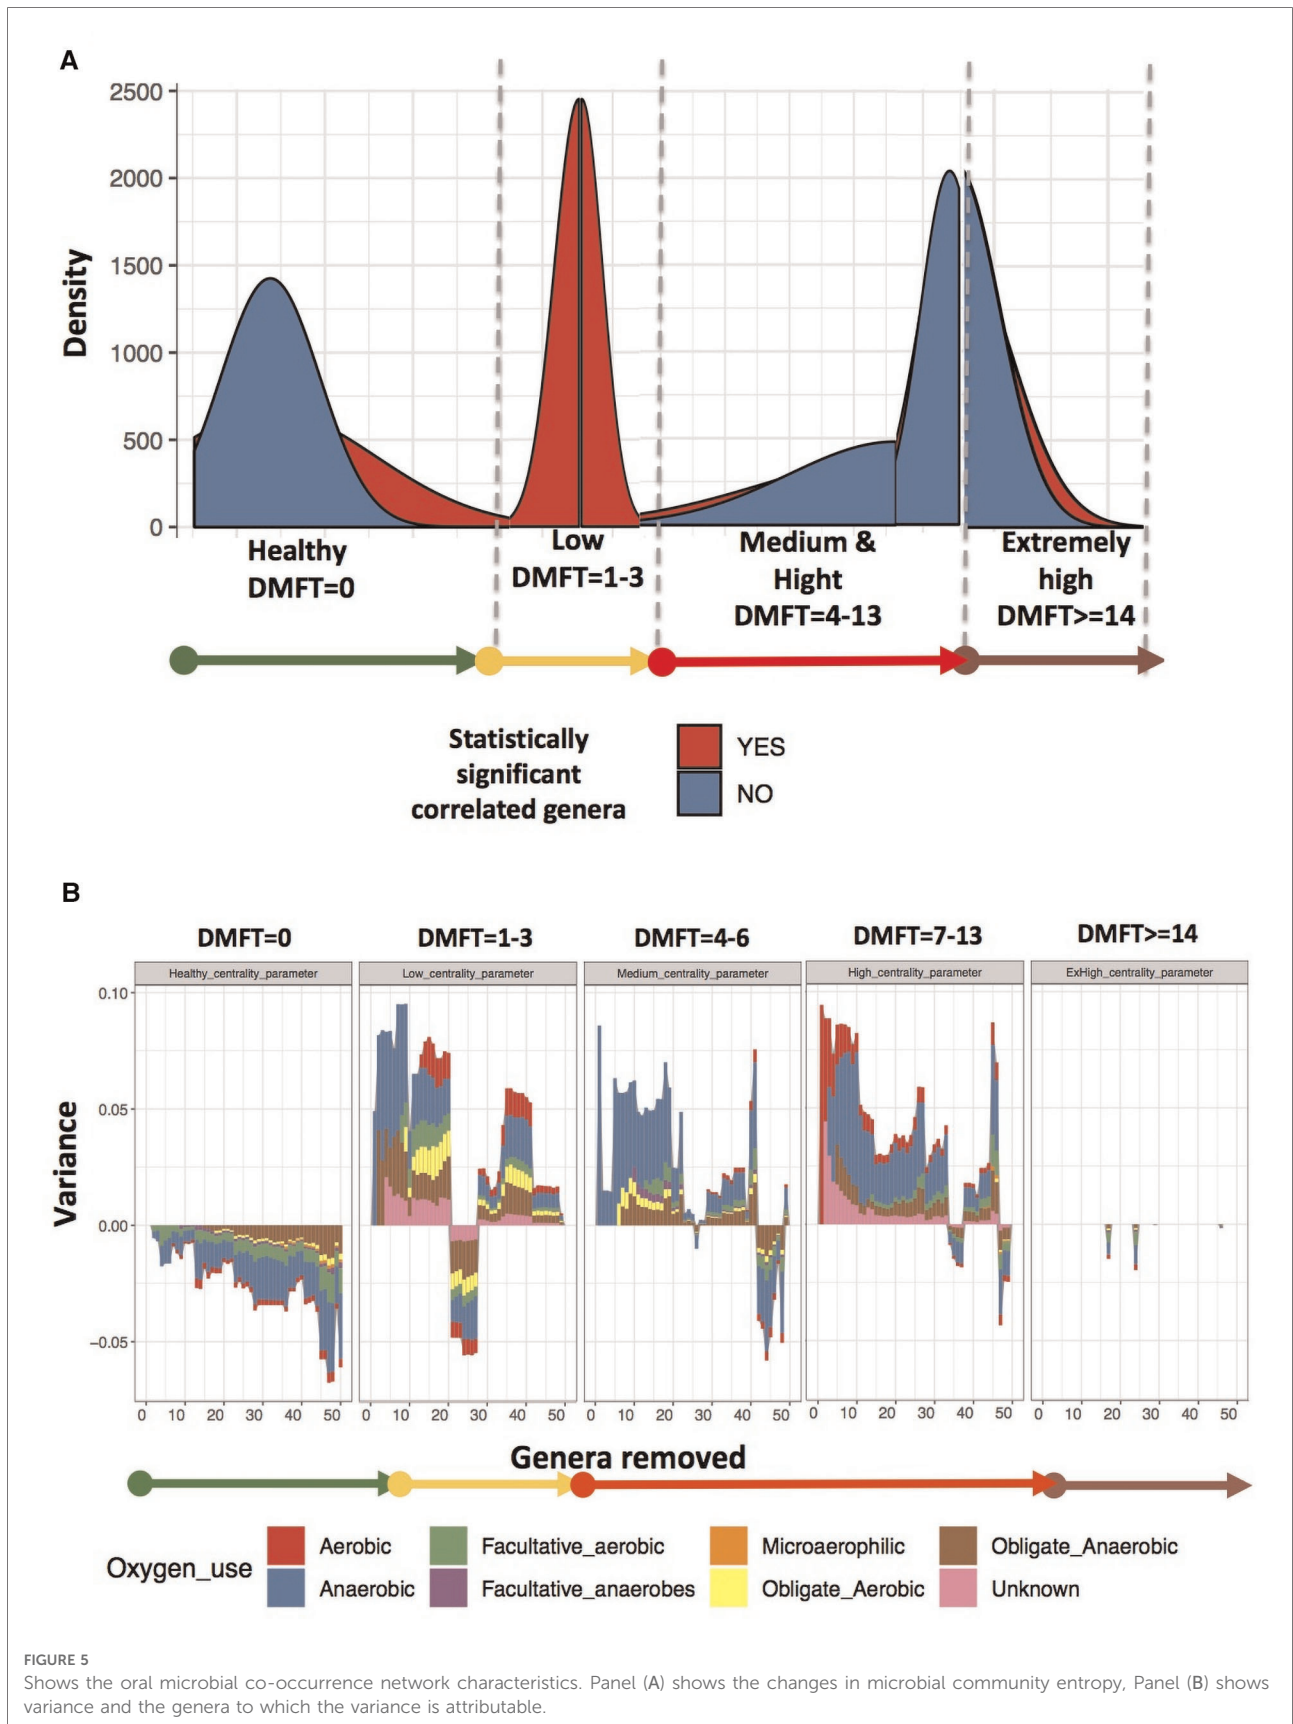 A
2500
2000
1500
1000
500
0
Density
Healthy
DMFT=0
Low
DMFT=1-3
Medium &
Hight
DMFT=4-13
Extremely
high
DMFT>=14
Statistically
significant
correlated genera
YES
NO
B
DMFT=0 DMFT=1-3 DMFT=4-6 DMFT=7-13 DMFT>=14
Healthy_centrality_parameter Low_centrality_parameter Medium_centrality_parameter High_centrality_parameter ExHigh_centrality_parameter
0.10
0.05
0.00
−0.05
Variance
0 10 20 30 40 50 0 10 20 30 40 50 0 10 20 30 40 50 0 10 20 30 40 50 0 10 20 30 40 50
Genera removed
Oxygen_use
Aerobic Facultative_aerobic Microaerophilic Obligate_Anaerobic
Anaerobic Facultative_anaerobes Obligate_Aerobic Unknown
FIGURE 5
Shows the oral microbial co-occurrence network characteristics. Panel (A) shows the changes in microbial community entropy, Panel (B) shows
variance and the genera to which the variance is attributable.